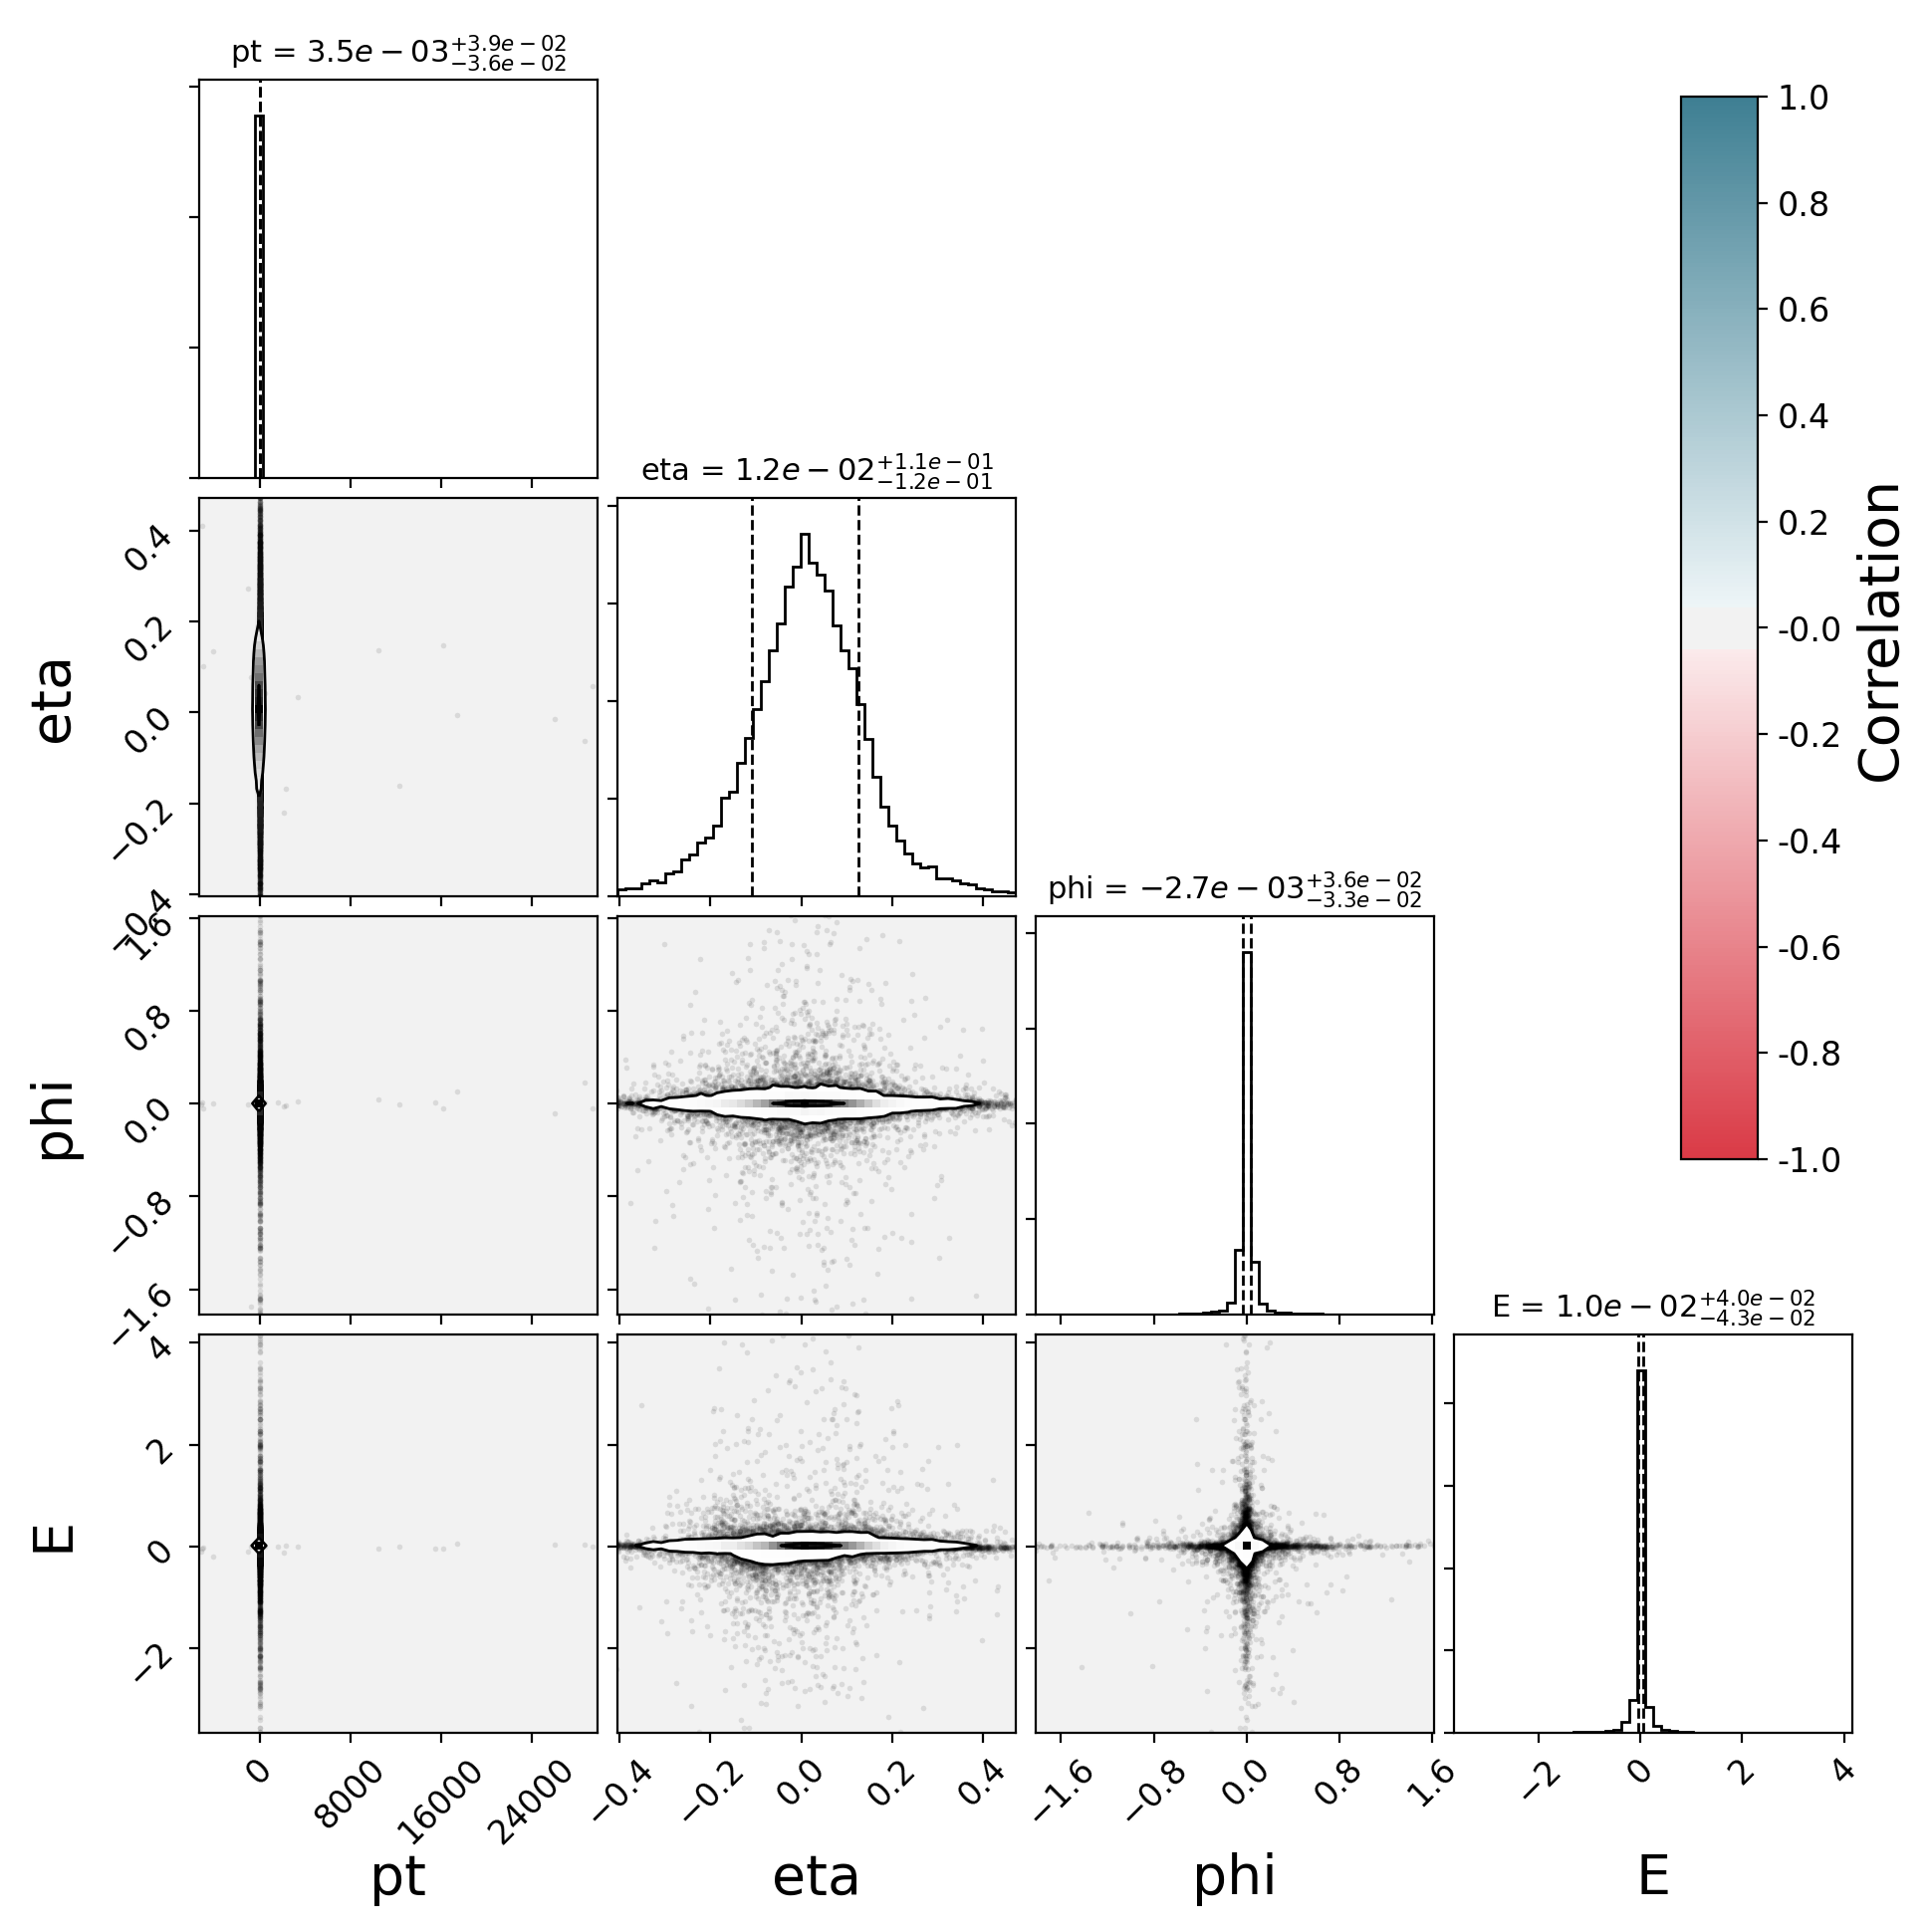 pt = 3.5e − 03 +3.9e−02 −3.6e−02
1.0
0.8
0.6
0.4
0.2
-0.0
-0.2
-0.4
-0.6
-0.8
-1.0
Correlation
eta = 1.2e − 02 +1.1e−01 −1.2e−01
eta
0.4
0.2
0.0
−0.2
−0.4
phi = −2.7e − 03 +3.6e−02 −3.3e−02
phi
1.6
0.8
0.0
−0.8
−1.6
E = 1.0e − 02 +4.0e−02 −4.3e−02
E
4
2
0
−2
0 8000 16000 24000
−0.4 −0.2 0.0 0.2 0.4
−1.6 −0.8 0.0 0.8 1.6
−2 0 2 4
pt eta phi E